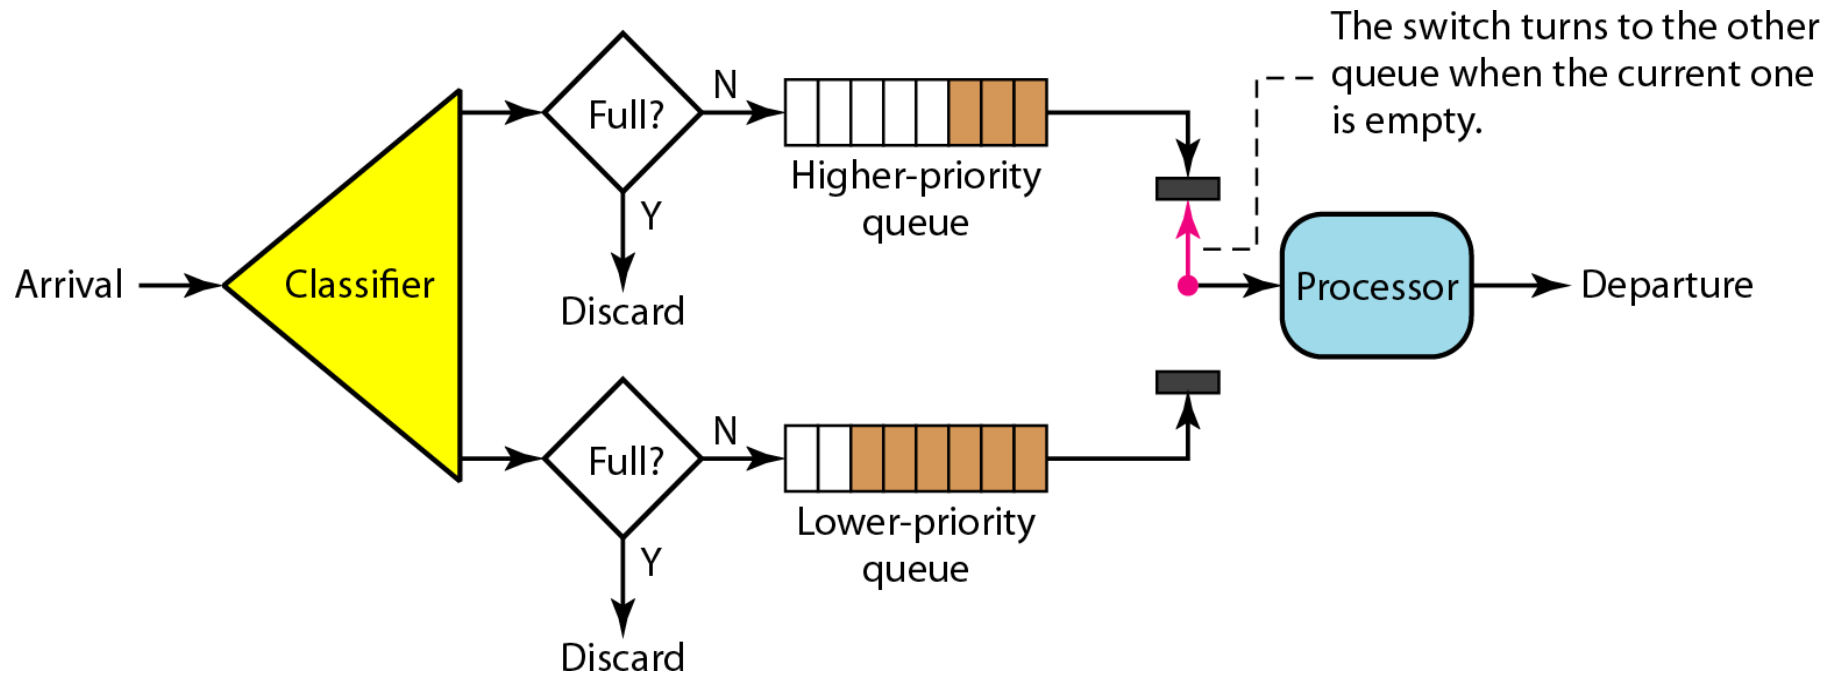 The switch turns to the other
queue when the current one
is empty.
Full?
N
Y
Higher-priority
queue
Discard
Arrival
Classifier
Processor
Departure
Full?
N
Y
Lower-priority
queue
Discard